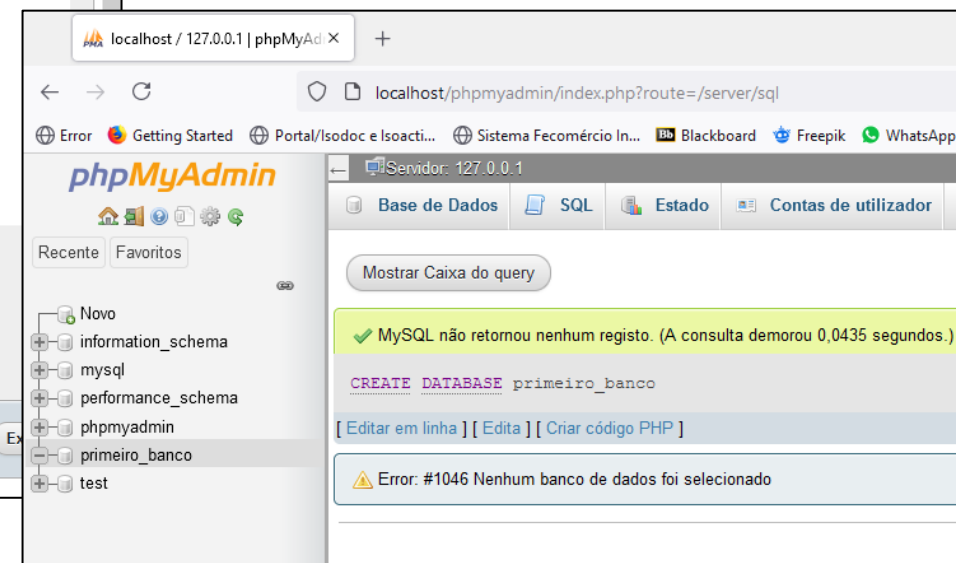 localhost / 127.0.0.1 | phpMyAd
localhost/phpmyadmin/index.php?route=/server/sql
Error Getting Started Portal/Isodoc e Isoacti... Sistema Fecomércio In... Bb Blackboard Freepik WhatsApp
phpMyAdmin
Servidor: 127.0.0.1
Base de Dados SQL Estado Contas de utilizador
Recente Favoritos
Mostrar Caixa do query
Novo
information_schema
mysql
performance_schema
phpmyadmin
primeiro_banco
test
MySQL não retornou nenhum registo. (A consulta demorou 0,0435 segundos.)
CREATE DATABASE primeiro_banco
[ Editar em linha ] [ Edita ] [ Criar código PHP ]
Error: #1046 Nenhum banco de dados foi selecionado
Ex